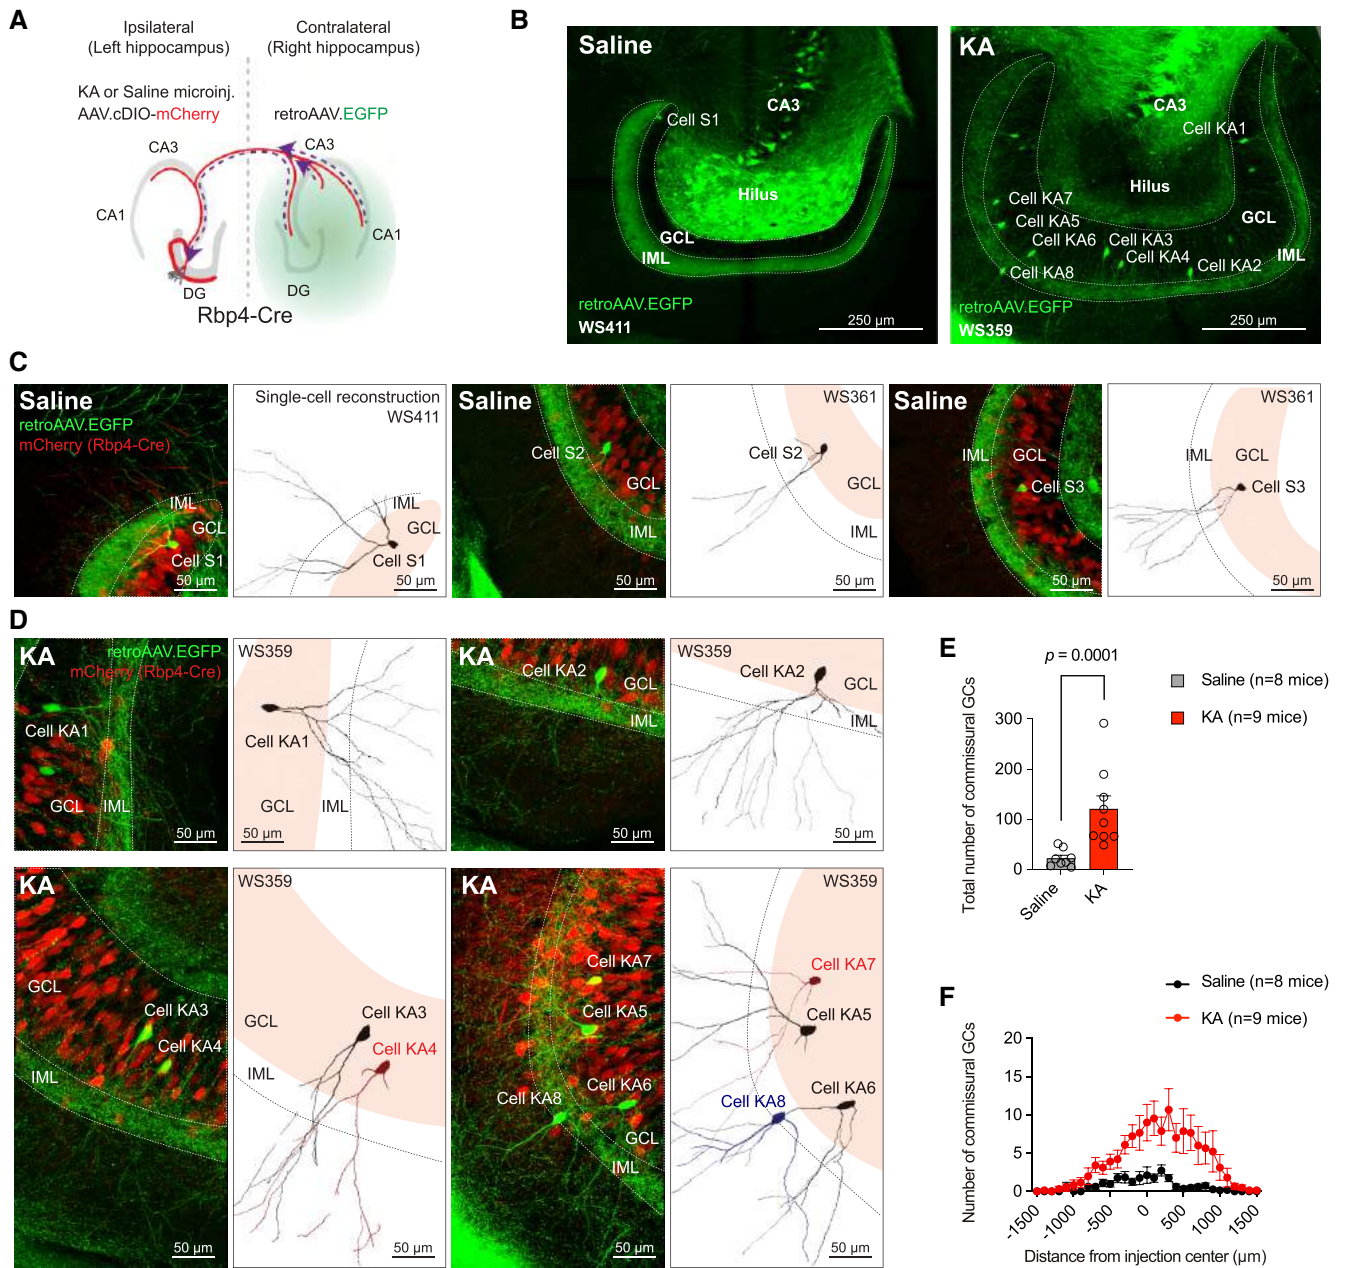 A
Ipsilateral
(Left hippocampus)
Contralateral
(Right hippocampus)
KA or Saline microinj.
AAV.cDIO-mCherry
retroAAV.EGFP
CA3
CA3
CA1
CA1
DG
DG
Rbp4-Cre
B
Saline
CA3
Cell S1
Hilus
GCL
IML
retroAAV.EGFP
WS411
250 µm
KA
CA3
Cell KA1
Hilus
Cell KA7
Cell KA5
Cell KA6
Cell KA3
Cell KA4
GCL
IML
Cell KA8
Cell KA2
retroAAV.EGFP
WS359
250 µm
C
Saline
retroAAV.EGFP
mCherry (Rbp4-Cre)
IML
GCL
Cell S1
50 µm
Single-cell reconstruction
WS411
IML
GCL
Cell S1
50 µm
Saline
Cell S2
GCL
IML
50 µm
WS361
Cell S2
GCL
IML
50 µm
Saline
IML
GCL
Cell S3
50 µm
WS361
IML
GCL
Cell S3
50 µm
D
KA
retroAAV.EGFP
mCherry (Rbp4-Cre)
Cell KA1
GCL
IML
50 µm
WS359
Cell KA1
GCL
IML
50 µm
KA
Cell KA2
GCL
IML
50 µm
WS359
Cell KA2
GCL
IML
50 µm
KA
GCL
Cell KA3
Cell KA4
IML
50 µm
WS359
Cell KA3
GCL
Cell KA4
IML
50 µm
KA
Cell KA7
Cell KA5
Cell KA6
Cell KA8
GCL
IML
50 µm
WS359
Cell KA7
Cell KA5
Cell KA6
Cell KA8
50 µm
E
p = 0.0001
Saline (n=8 mice)
KA (n=9 mice)
Total number of commissural GCs
300
200
100
0
Saline
KA
F
Saline (n=8 mice)
KA (n=9 mice)
Number of commissural GCs
20
15
10
5
0
-1500
-1000
-500
0
500
1000
1500
Distance from injection center (µm)